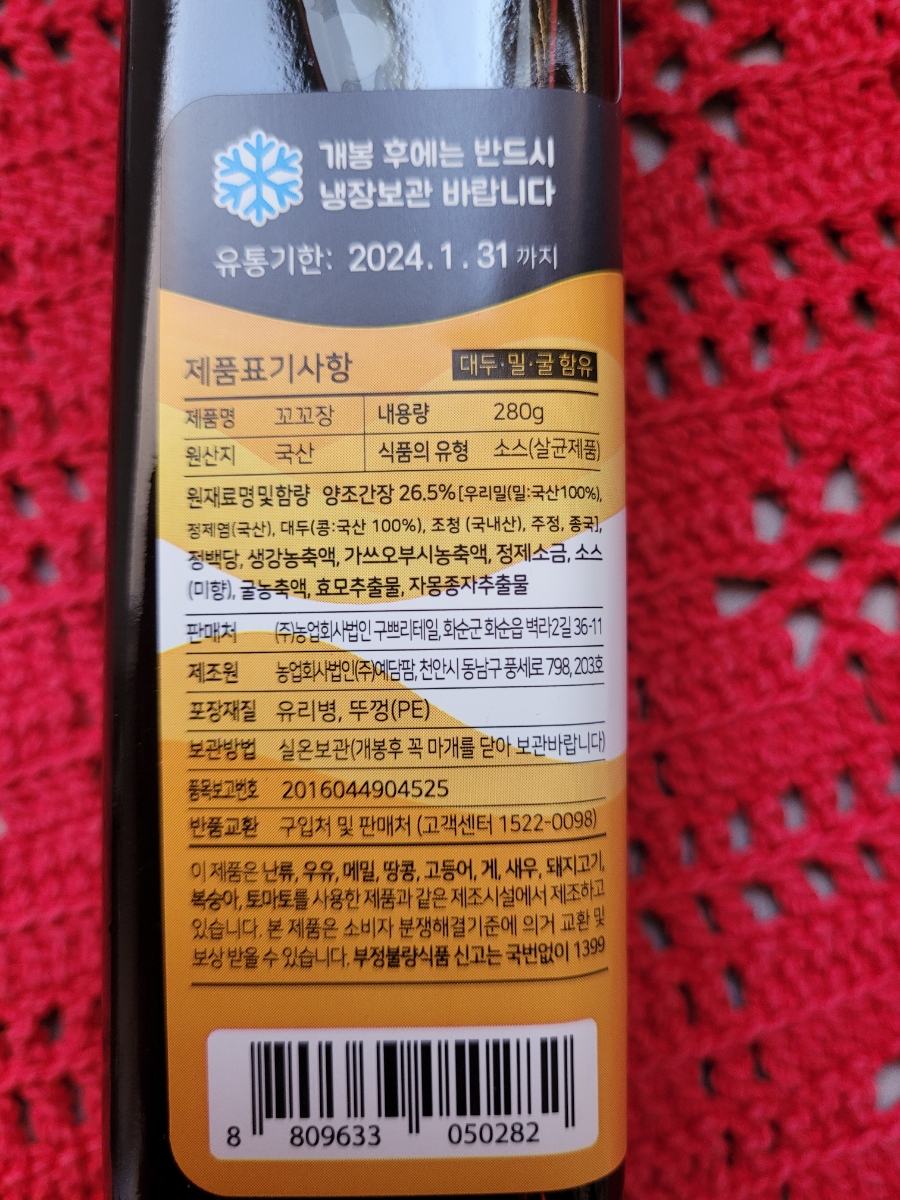 개봉 후에는 반드시
냉장보관 바랍니다
유통기한: 2024.1.31 까지
제품표기사항 대두·밀·굴 함유
제품명 꼬꼬장 내용량 280g
원산지 국산 식품의 유형 소스(살균제품)
원재료명및함량 양조간장 26.5%[우리밀(밀:국산100%),
정제염(국산), 대두(콩:국산 100%), 조청 (국내산), 주정, 종국],
정백당, 생강농축액, 가쓰오부시농축액, 정제소금, 소스
(미향), 굴농축액, 효모추출물, 자몽종자추출물
판매처 (주)농업회사법인 구쁘리테일, 화순군 화순읍 벽라2길 36-11
제조원 농업회사법인(주)예담팜, 천안시 동남구 풍세로 798, 203호
포장재질 유리병, 뚜껑(PE)
보관방법 실온보관(개봉후 꼭 마개를 닫아 보관바랍니다)
품목보고번호 2016044904525
반품교환 구입처 및 판매처 (고객센터 1522-0098)
이 제품은 난류, 우유, 메밀, 땅콩, 고등어, 게, 새우, 돼지고기,
복숭아, 토마토를 사용한 제품과 같은 제조시설에서 제조하고
있습니다. 본 제품은 소비자 분쟁해결기준에 의거 교환 및
보상 받을 수 있습니다. 부정불량식품 신고는 국번없이 1399
8 809633 050282